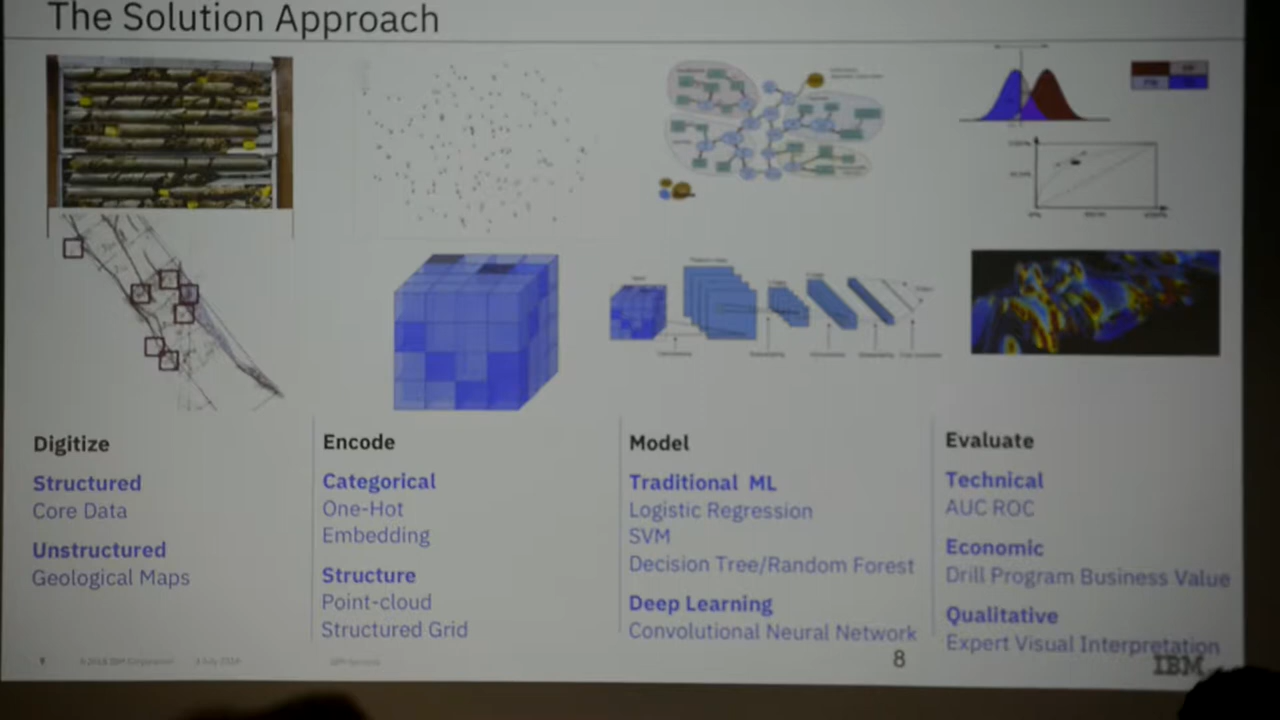 The Solution Approach
Digitize
Structured
Core Data
Unstructured
Geological Maps
Encode
Categorical
One-Hot
Embedding
Structure
Point-cloud
Structured Grid
Model
Traditional ML
Logistic Regression
SVM
Decision Tree/Random Forest
Deep Learning
Convolutional Neural Network
Evaluate
Technical
AUC ROC
Economic
Drill Program Business Value
Qualitative
Expert Visual Interpretation
8
IBM